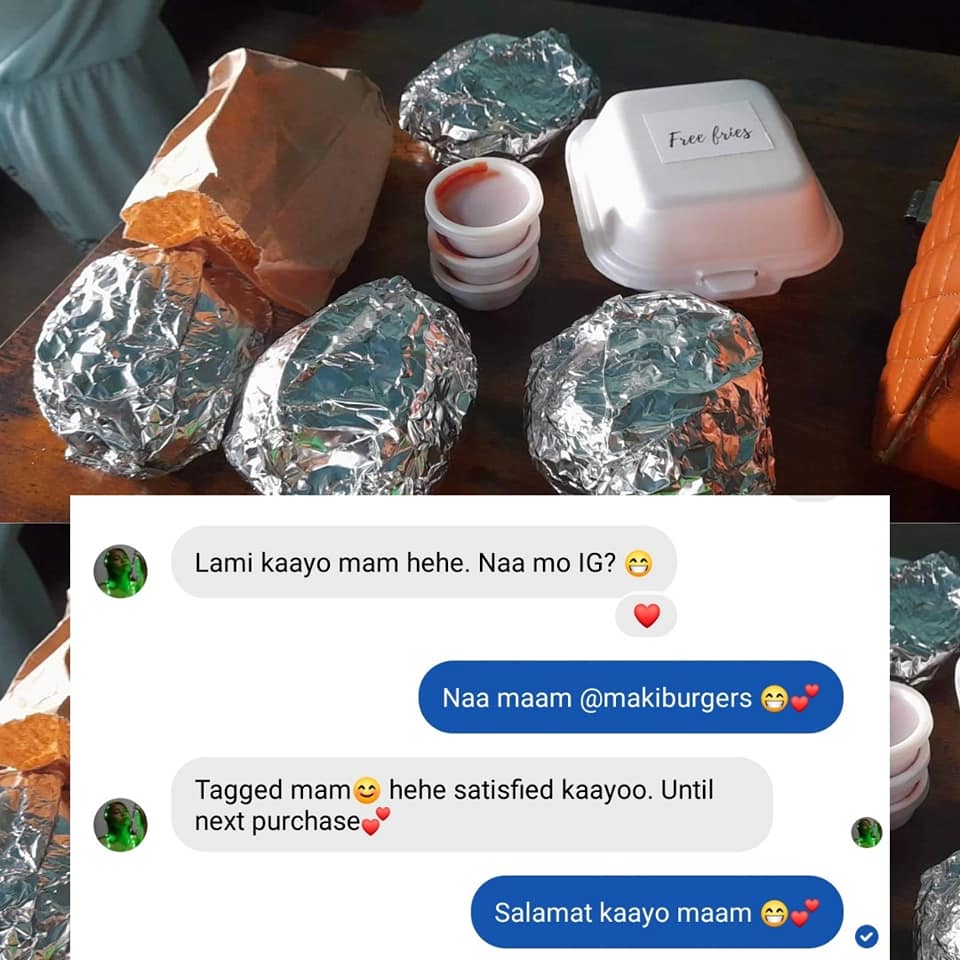 Free fries
Lami kaayo mam hehe. Naa mo IG? 😁
❤️
Naa maam @makiburgers 😁💕
Tagged mam😊 hehe satisfied kaayoo. Until
next purchase💕
Salamat kaayo maam 😁💕